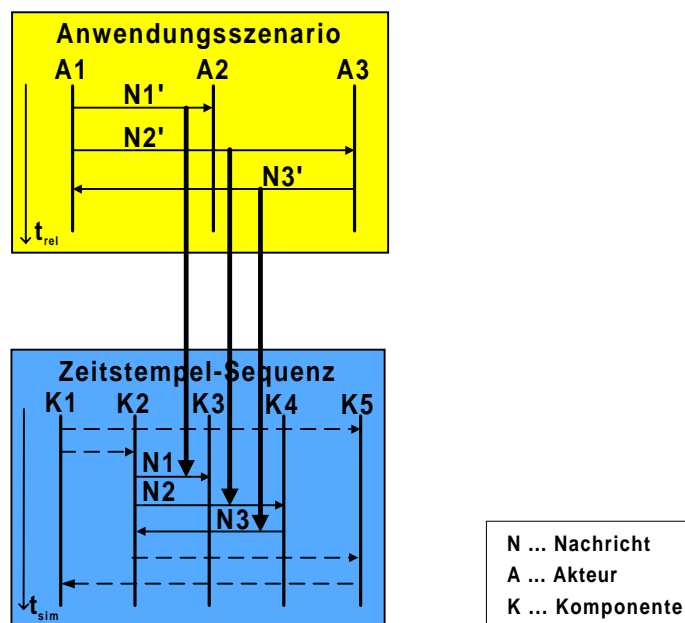 Anwendungsszenario
A1 A2 A3
N1'
N2'
N3'
t rel
Zeitstempel-Sequenz
K1 K2 K3 K4 K5
N1
N2
N3
t sim
N ... Nachricht
A ... Akteur
K ... Komponente